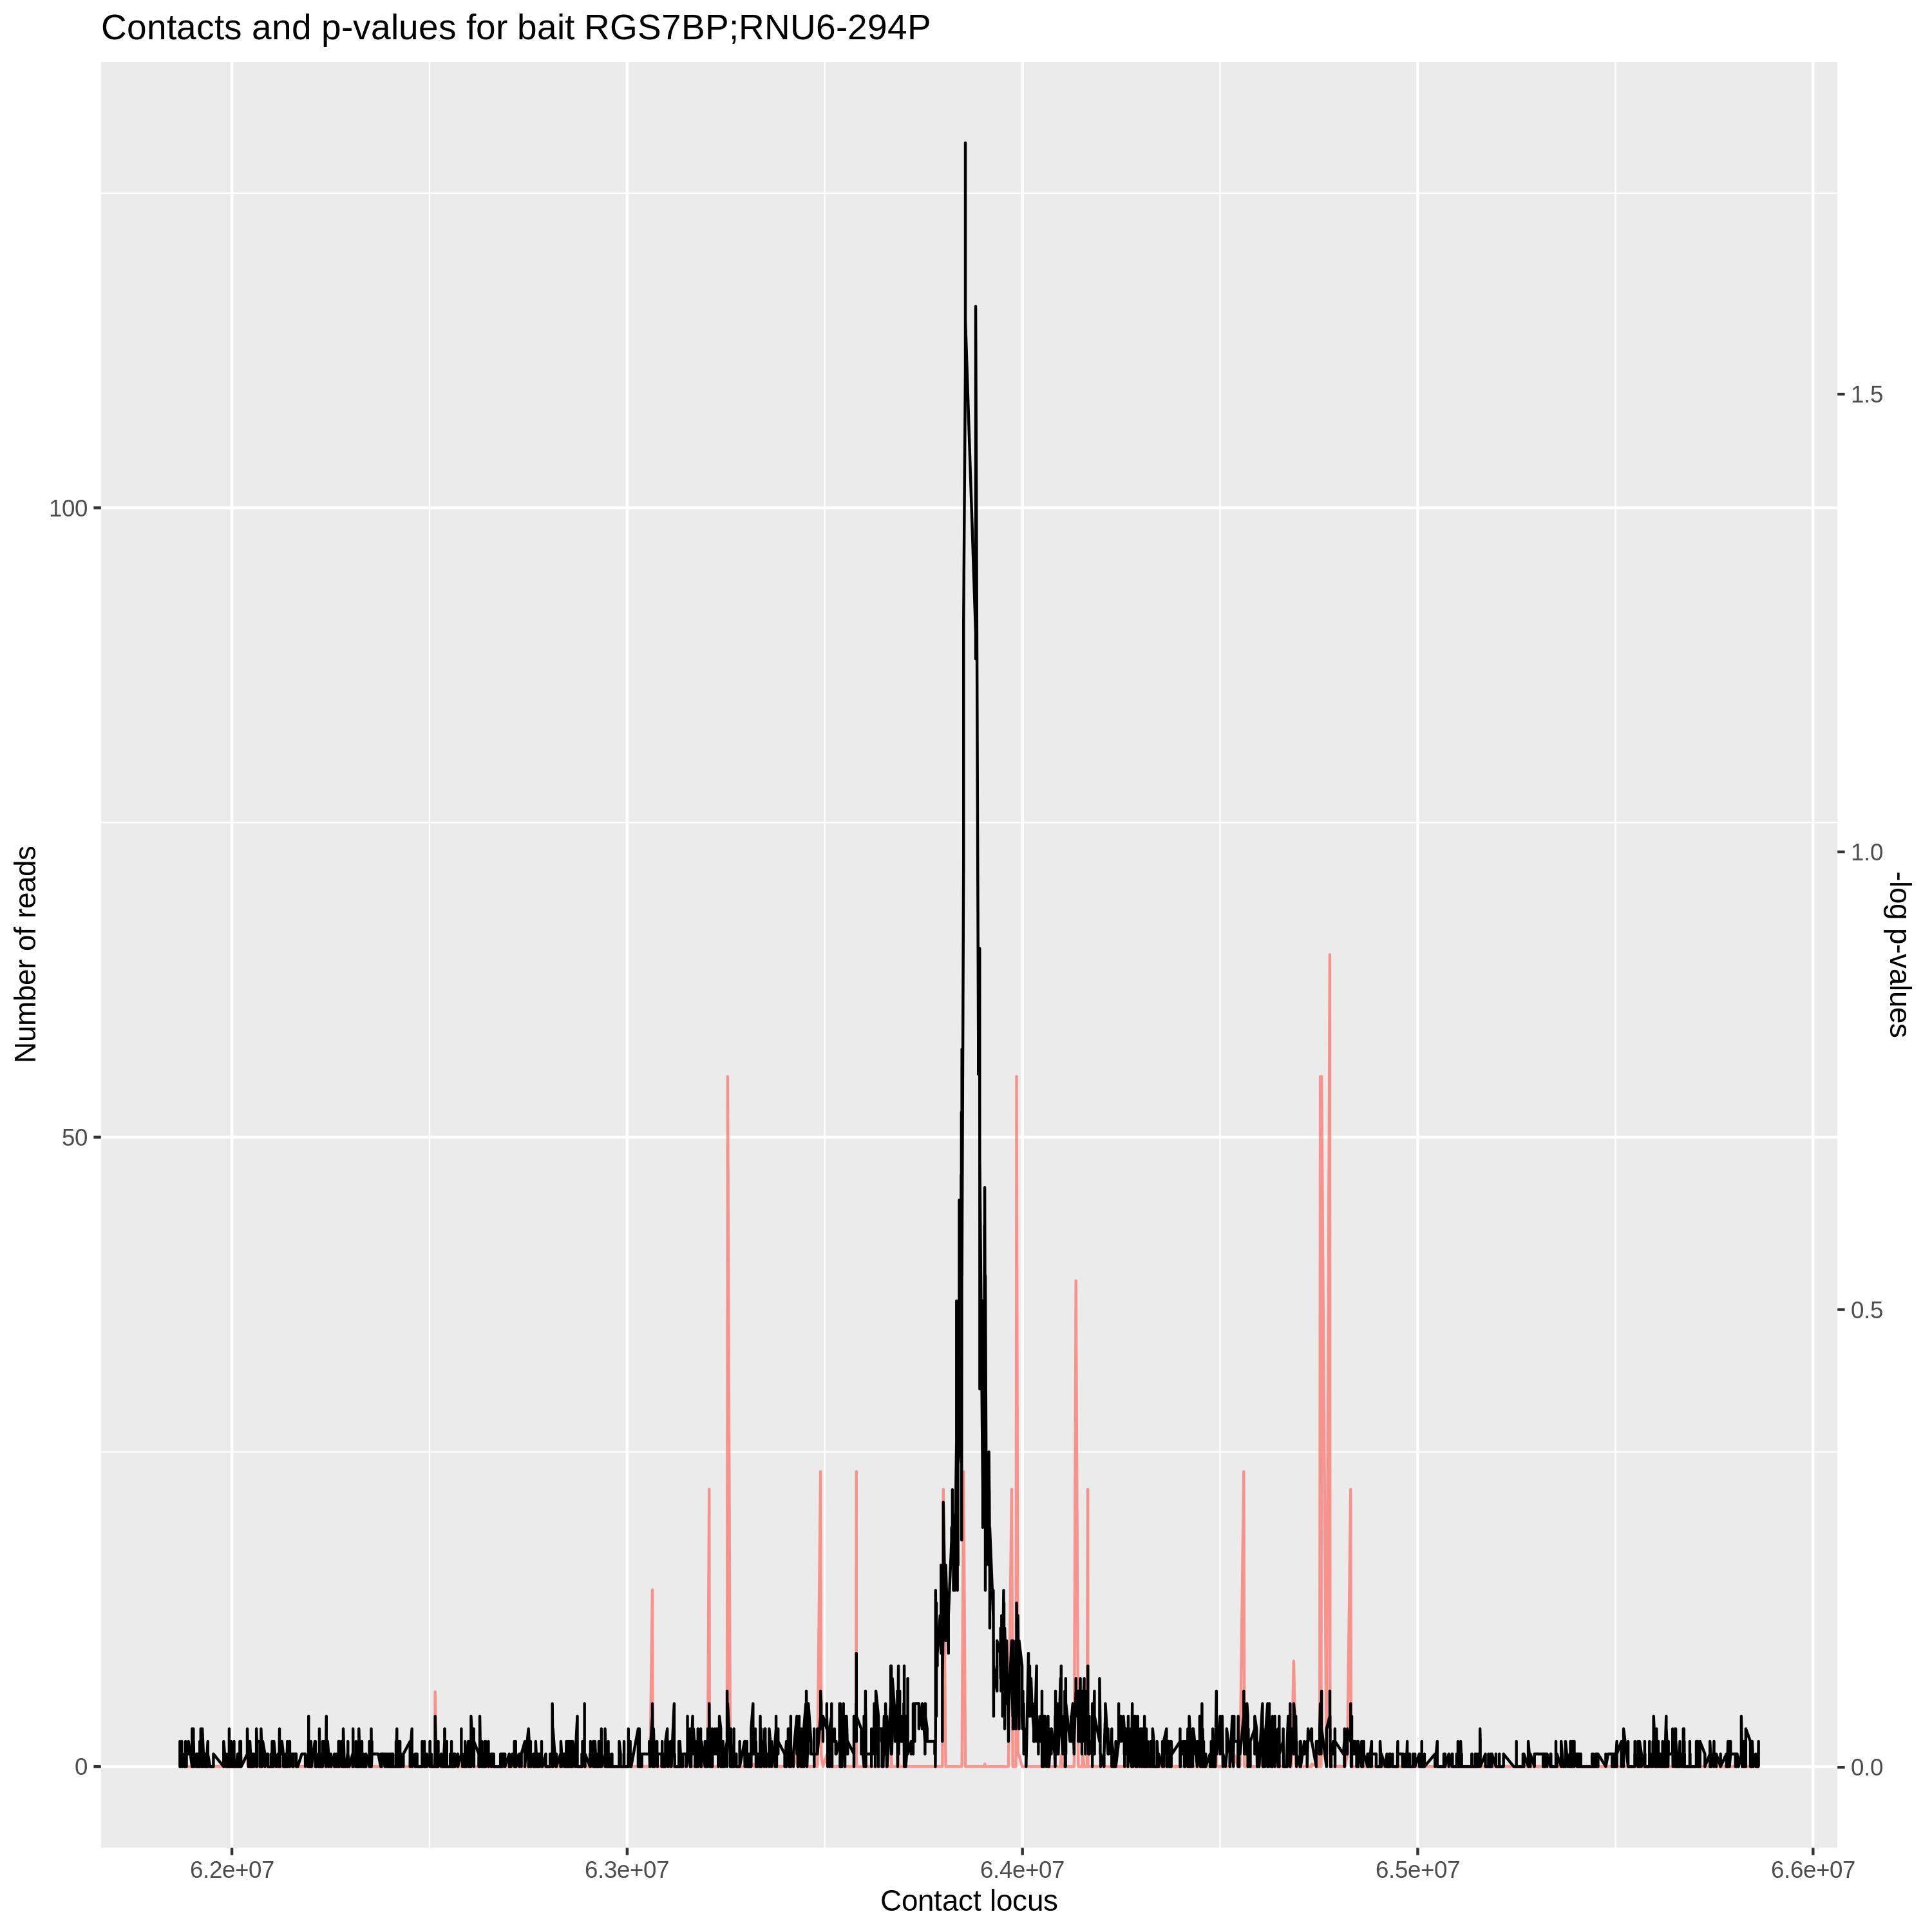 Contacts and p-values for bait RGS7BP;RNU6-294P
Number of reads
100
50
0
-log p-values
1.5
1.0
0.5
0.0
6.2e+07 6.3e+07 6.4e+07 6.5e+07 6.6e+07
Contact locus